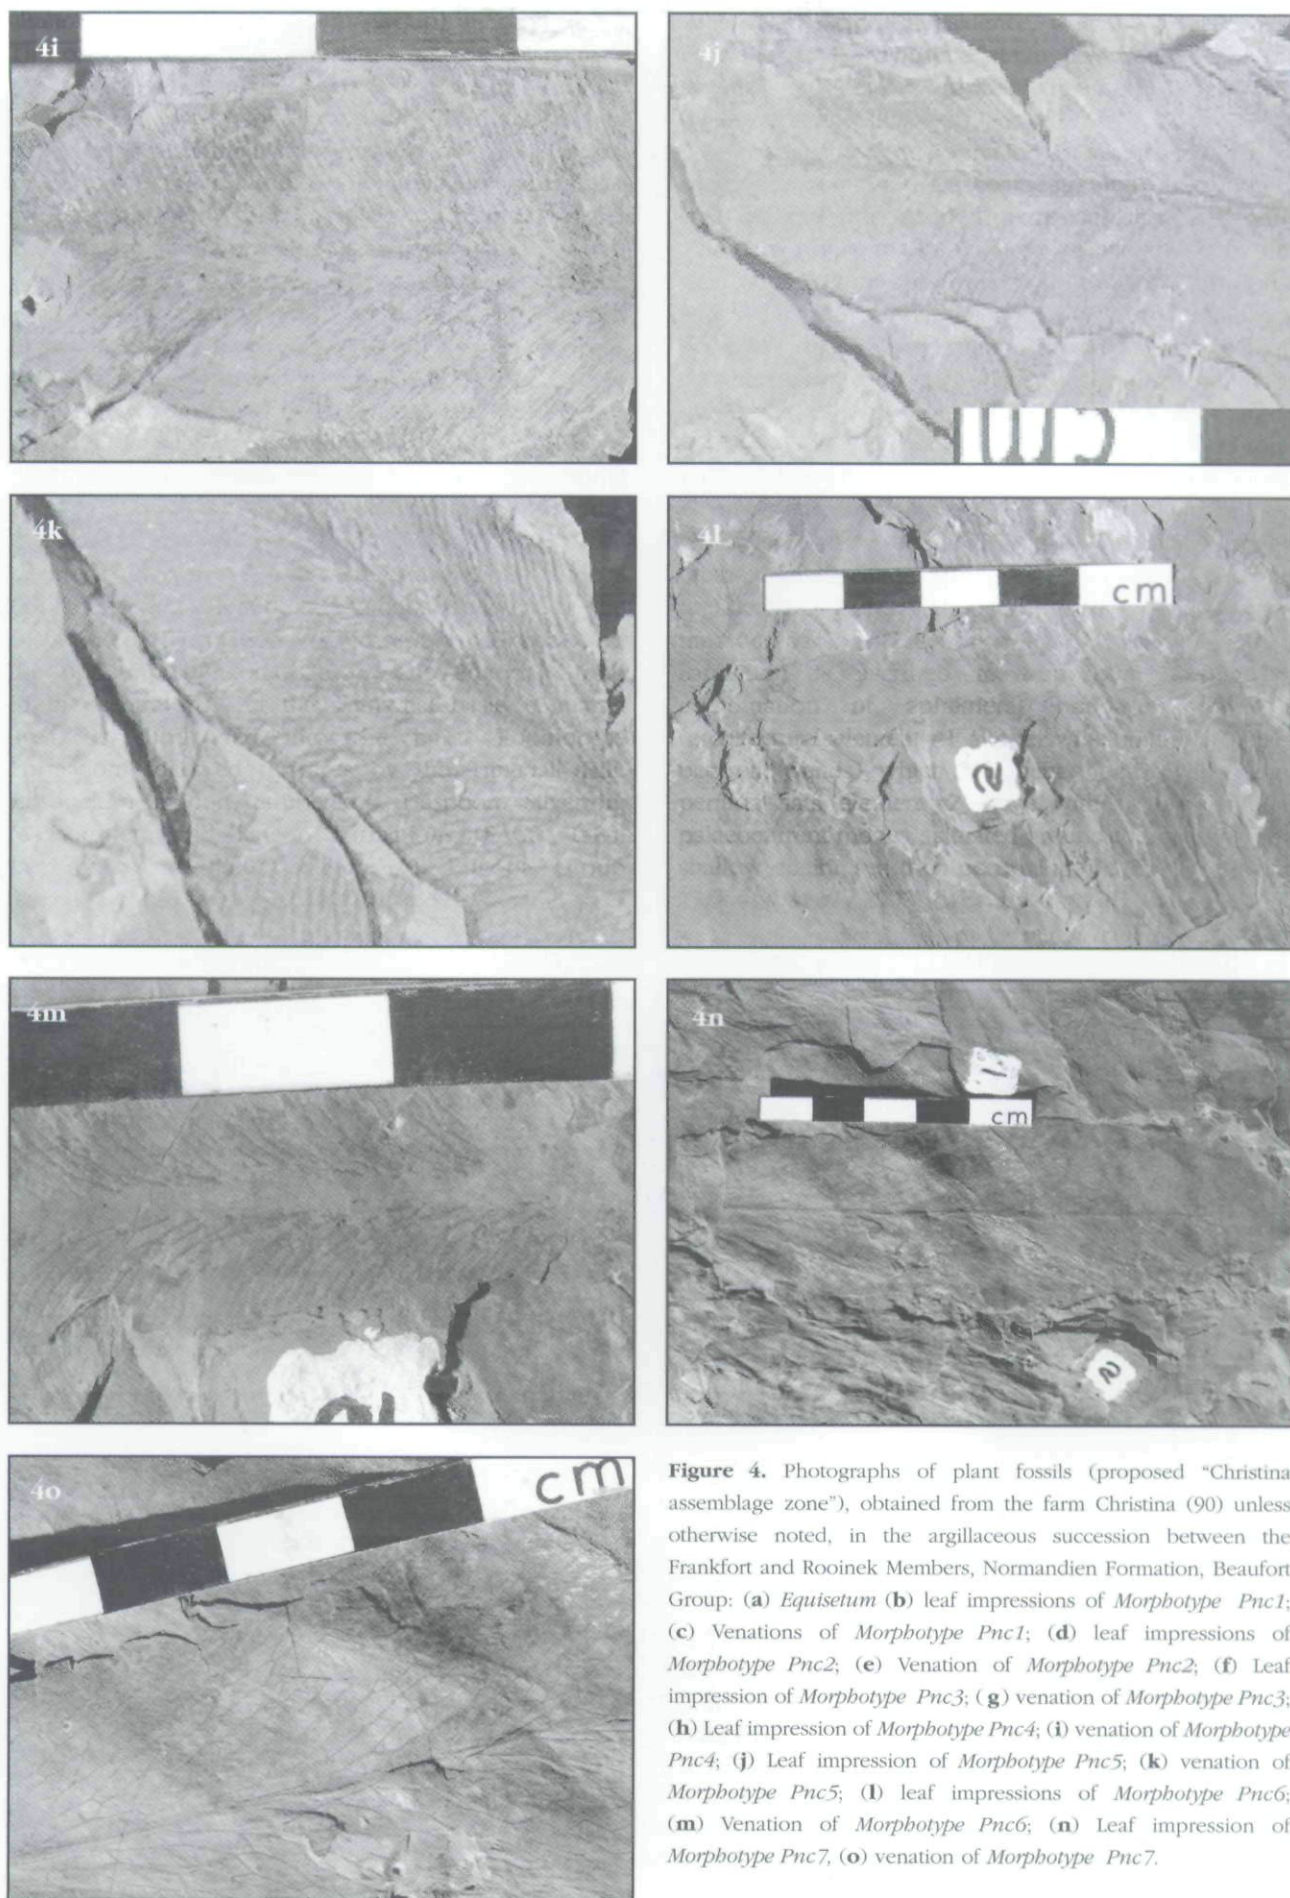 4i
4j
cm
4k
4l
cm
2
4m
4n
1
cm
2
4o
cm
Figure 4. Photographs of plant fossils (proposed “Christina
assemblage zone”), obtained from the farm Christina (90) unless
otherwise noted, in the argillaceous succession between the
Frankfort and Rooinek Members, Normandien Formation, Beaufort
Group: (a) Equisetum (b) leaf impressions of Morphotype Pnc1;
(c) Venations of Morphotype Pnc1; (d) leaf impressions of
Morphotype Pnc2; (e) Venation of Morphotype Pnc2; (f) Leaf
impression of Morphotype Pnc3; (g) venation of Morphotype Pnc3;
(h) Leaf impression of Morphotype Pnc4; (i) venation of Morphotype
Pnc4; (j) Leaf impression of Morphotype Pnc5; (k) venation of
Morphotype Pnc5; (l) leaf impressions of Morphotype Pnc6;
(m) Venation of Morphotype Pnc6; (n) Leaf impression of
Morphotype Pnc7, (o) venation of Morphotype Pnc7.